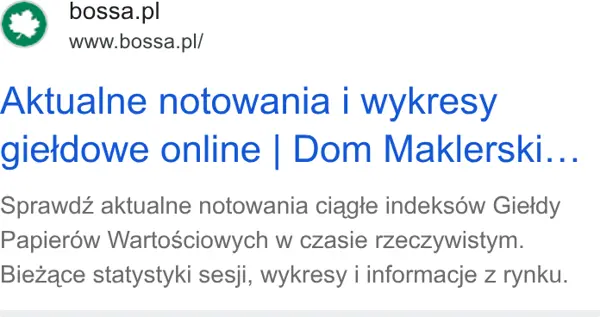 bossa.pl
www.bossa.pl/
Aktualne notowania i wykresy
giełdowe online | Dom Maklerski…
Sprawdź aktualne notowania ciągłe indeksów Giełdy
Papierów Wartościowych w czasie rzeczywistym.
Bieżące statystyki sesji, wykresy i informacje z rynku.